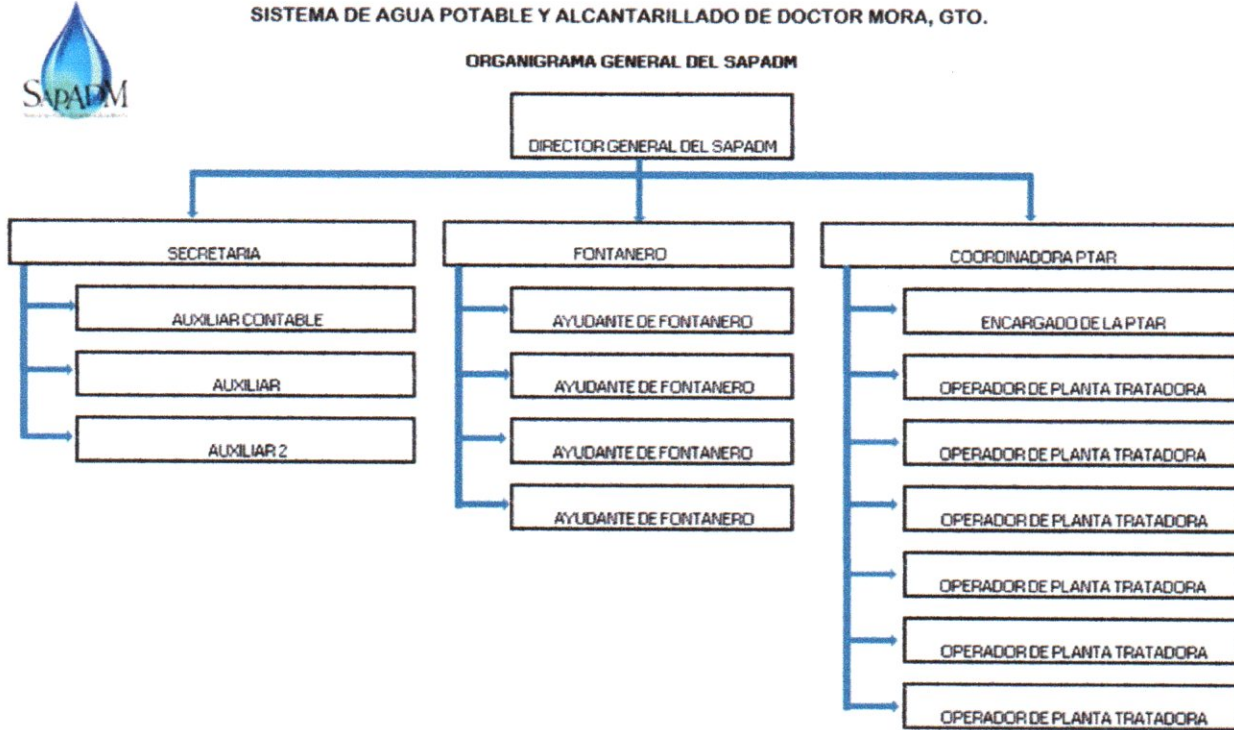 SISTEMA DE AGUA POTABLE Y ALCANTARILLADO DE DOCTOR MORA, GTO.
ORGANIGRAMA GENERAL DEL SAPADM
SAPADM
DIRECTOR GENERAL DEL SAPADM
SECRETARIA
AUXILIAR CONTABLE
AUXILIAR
AUXILIAR 2
FONTANERO
AYUDANTE DE FONTANERO
AYUDANTE DE FONTANERO
AYUDANTE DE FONTANERO
AYUDANTE DE FONTANERO
COORDINADORA PTAR
ENCARGADO DE LA PTAR
OPERADOR DE PLANTA TRATADORA
OPERADOR DE PLANTA TRATADORA
OPERADOR DE PLANTA TRATADORA
OPERADOR DE PLANTA TRATADORA
OPERADOR DE PLANTA TRATADORA
OPERADOR DE PLANTA TRATADORA